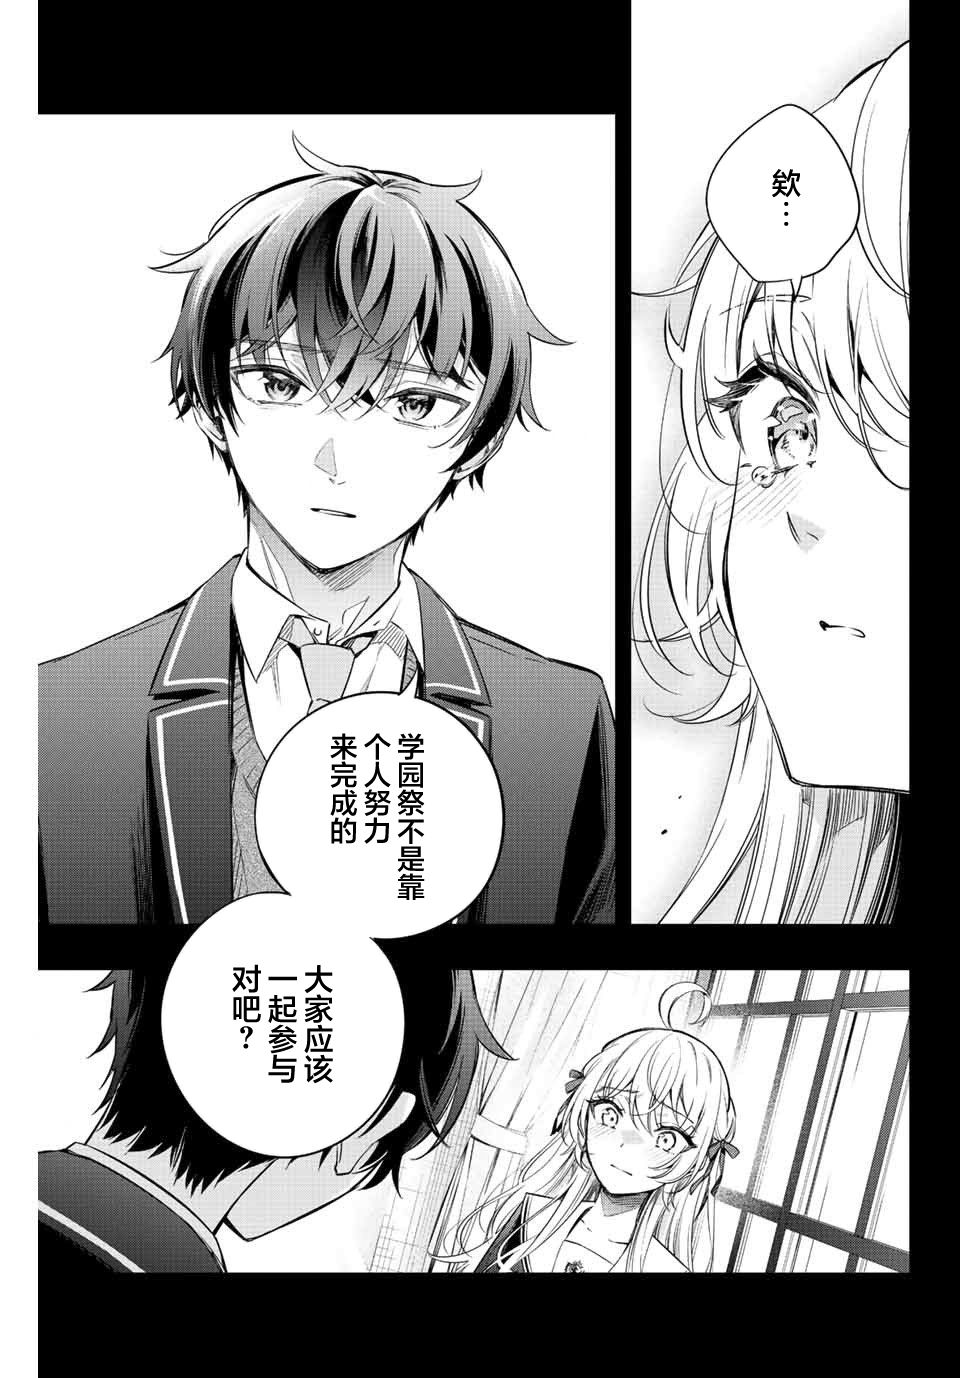 欸…
学园祭不是靠
个人努力
来完成的
大家应该
一起参与
对吧?